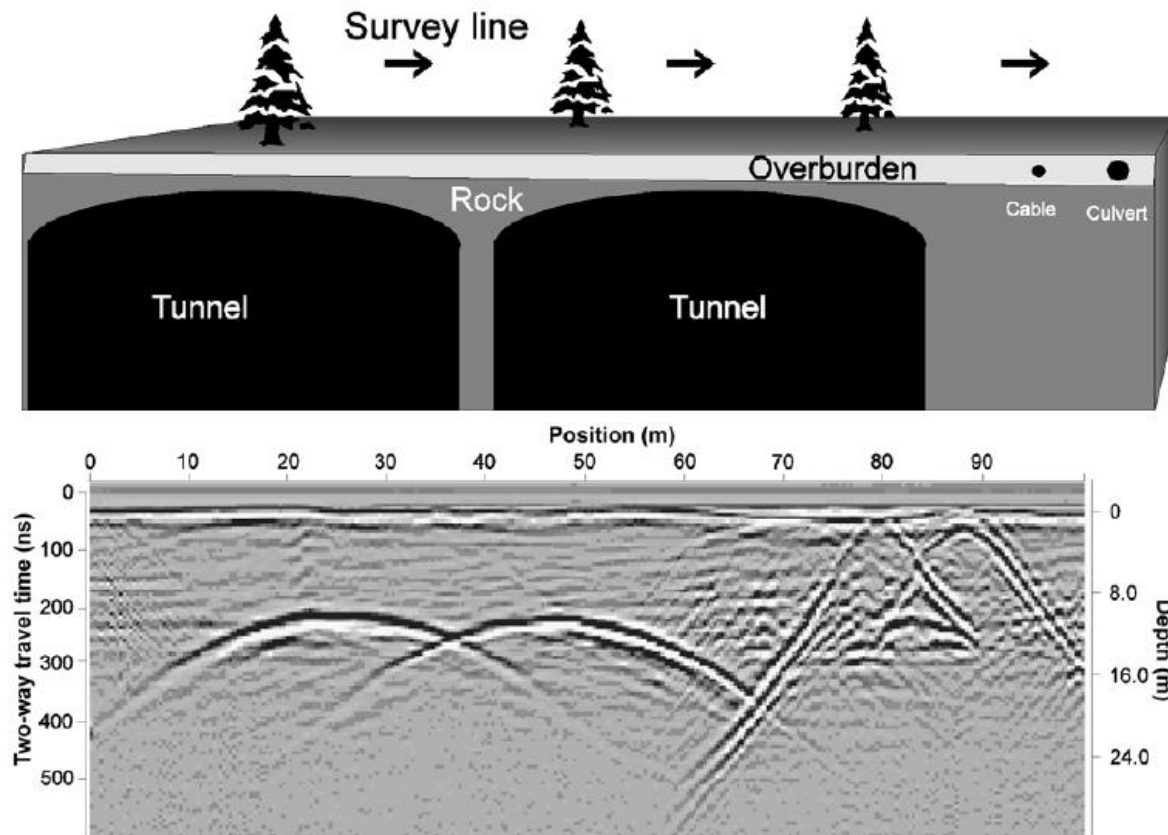 Survey line
Overburden
Rock
Cable Culvert
Tunnel Tunnel
Position (m)
0 10 20 30 40 50 60 70 80 90
Two-way travel time (ns)
0
100
200
300
400
500
Depth (m)
0
8.0
16.0
24.0